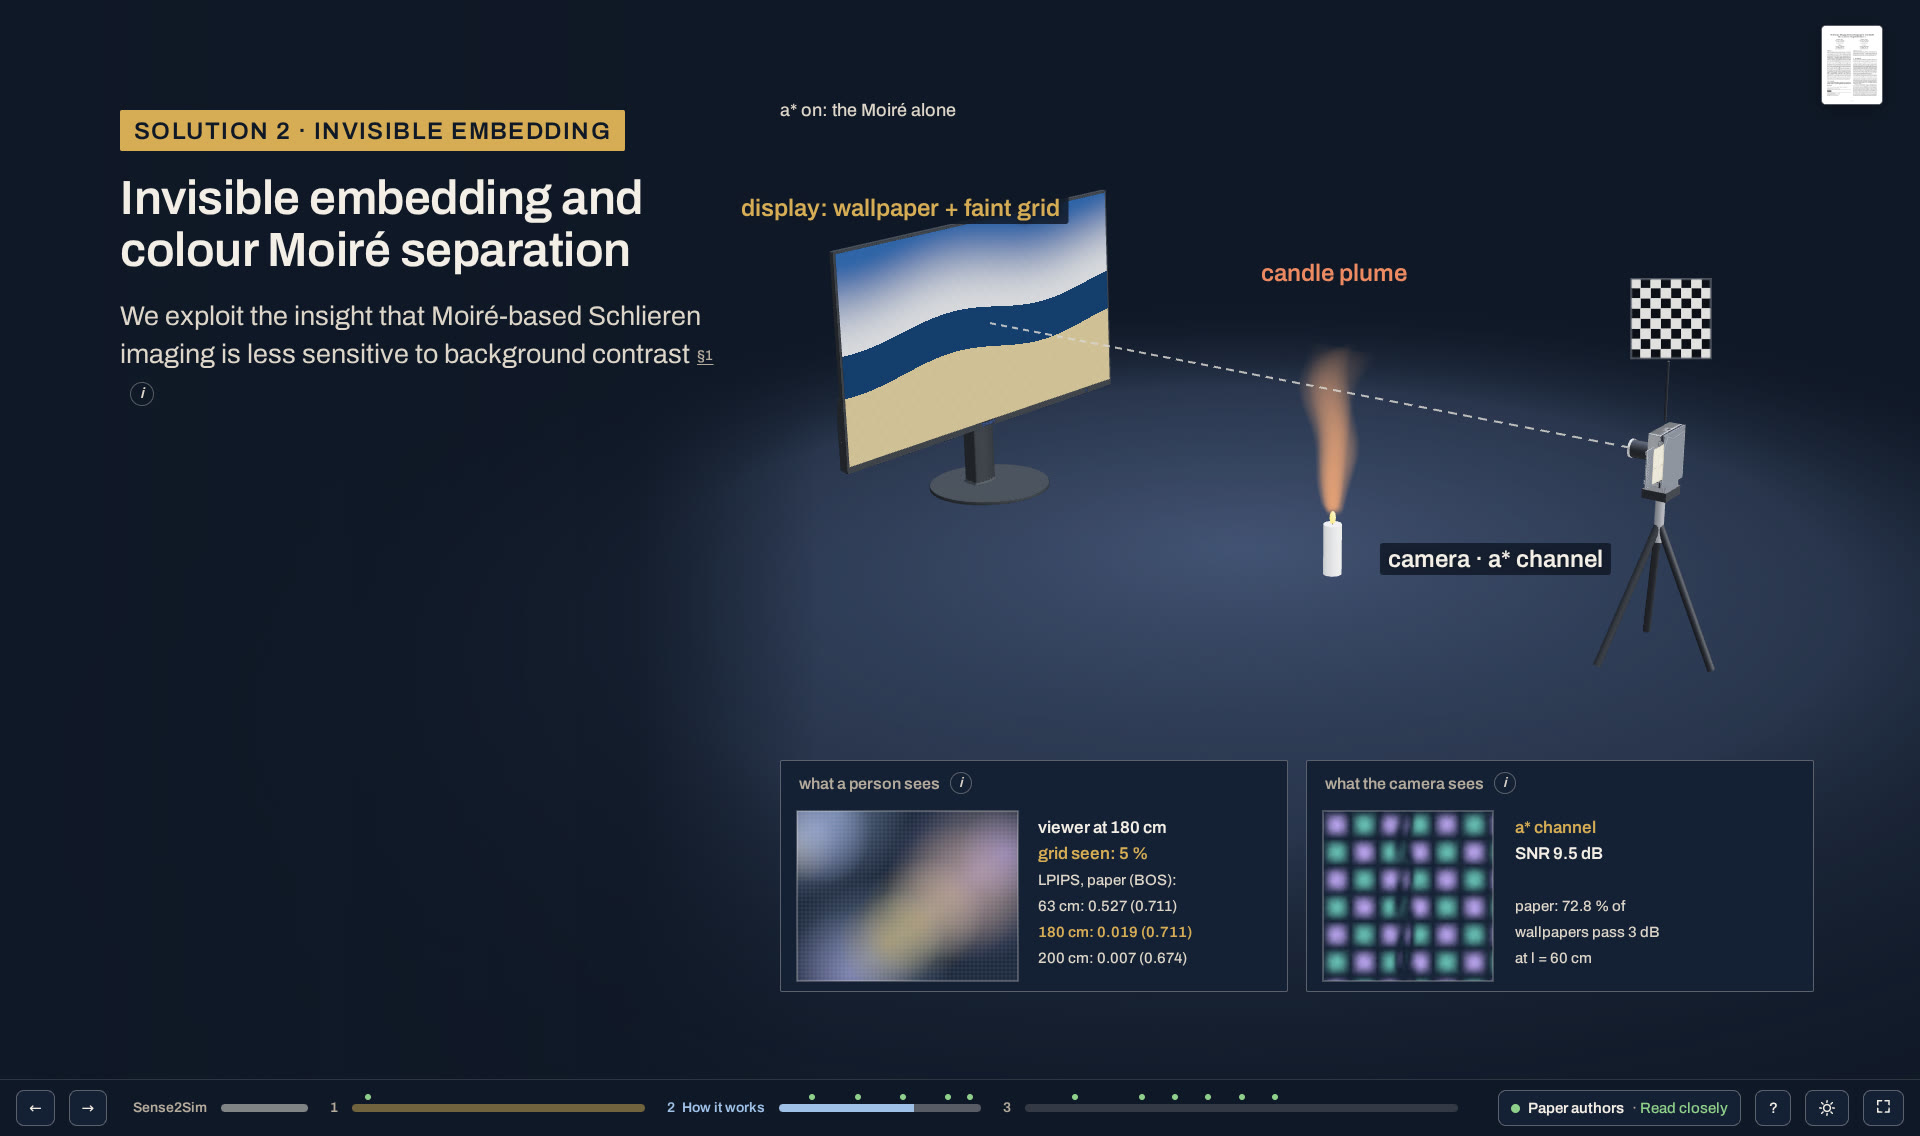 SOLUTION 2 · INVISIBLE EMBEDDING
Invisible embedding and
colour Moiré separation
We exploit the insight that Moiré-based Schlieren
imaging is less sensitive to background contrast §1
i
a* on: the Moiré alone
display: wallpaper + faint grid
candle plume
camera · a* channel
what a person sees i
viewer at 180 cm
grid seen: 5 %
LPIPS, paper (BOS):
63 cm: 0.527 (0.711)
180 cm: 0.019 (0.711)
200 cm: 0.007 (0.674)
what the camera sees i
a* channel
SNR 9.5 dB
paper: 72.8 % of
wallpapers pass 3 dB
at l = 60 cm
← → Sense2Sim 1 2 How it works 3 Paper authors · Read closely ?